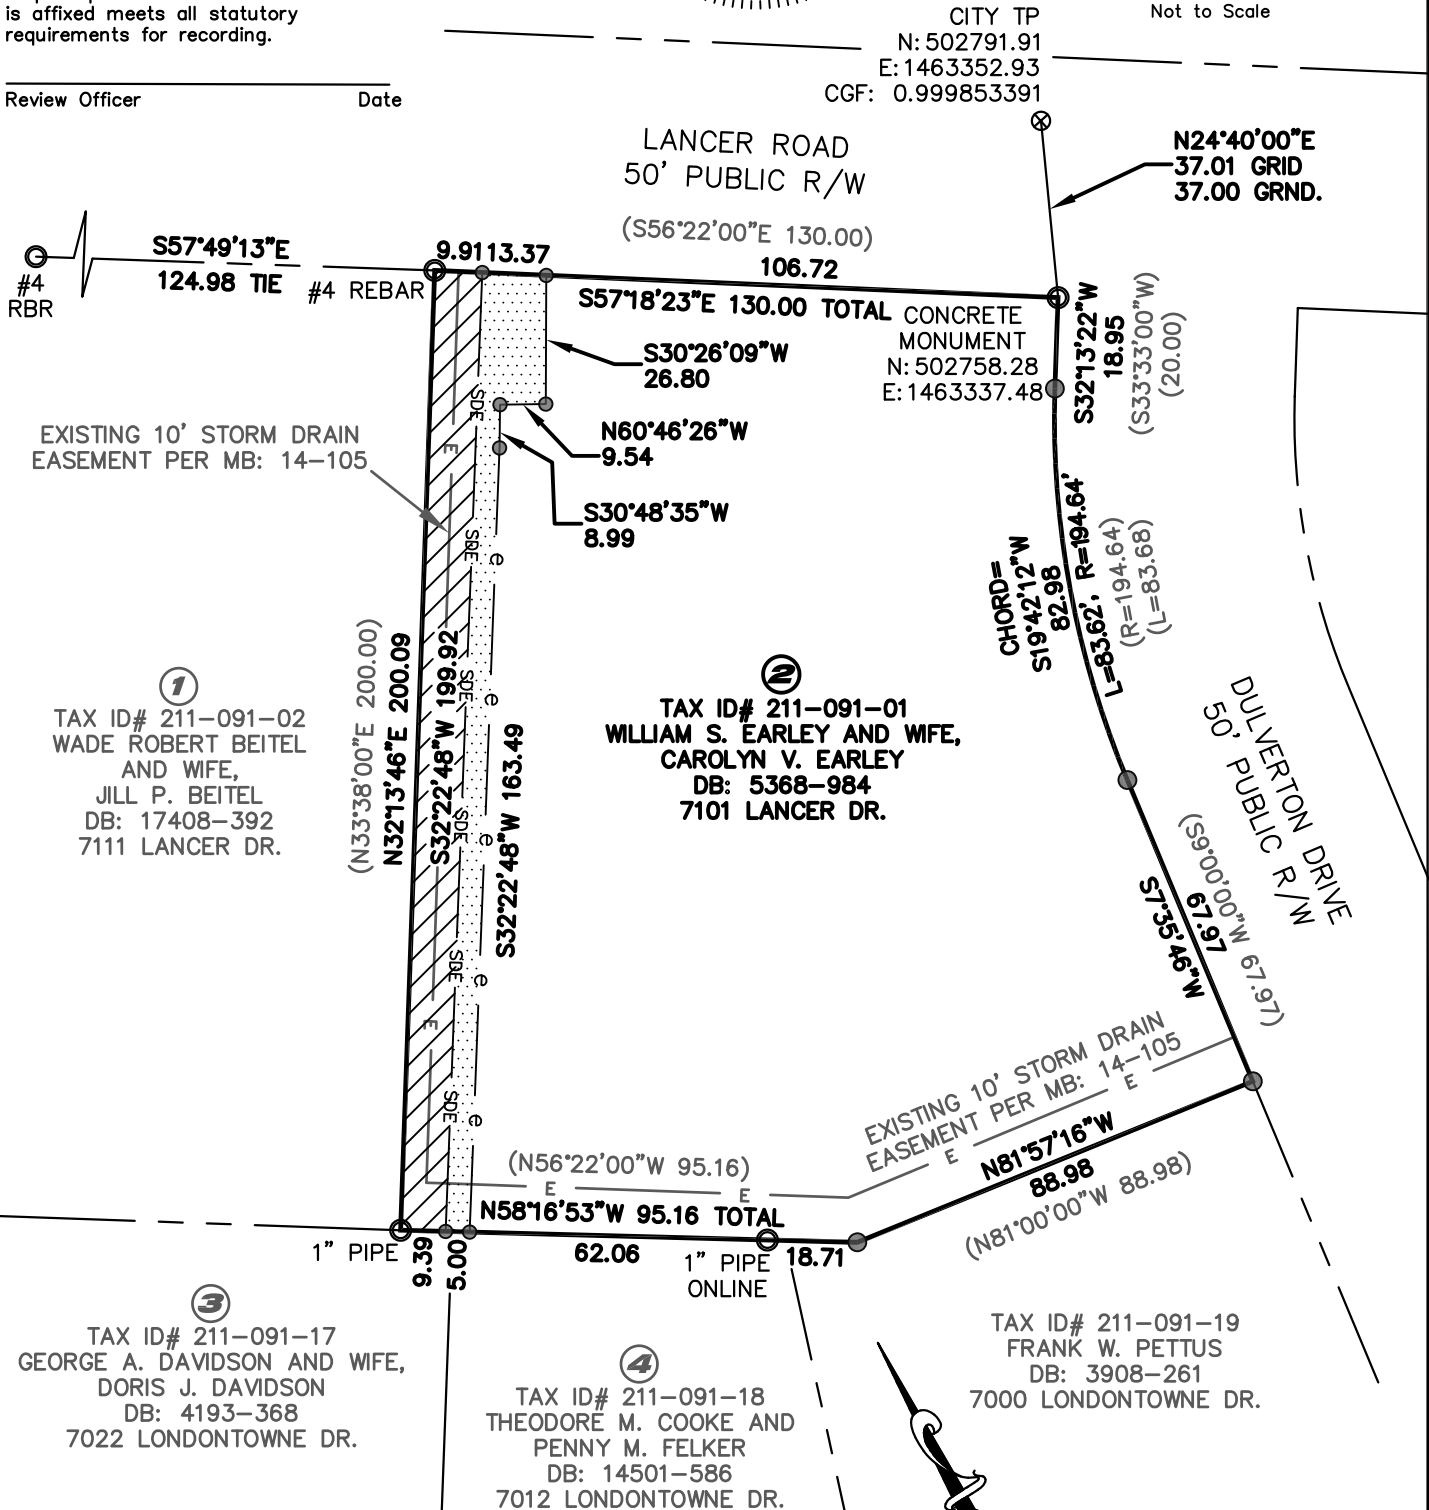 is affixed meets all statutory
requirements for recording.
Review Officer Date
Not to Scale
CITY TP
N: 502791.91
E: 1463352.93
CGF: 0.999853391
LANCER ROAD
50' PUBLIC R/W
N24°40'00"E
37.01 GRID
37.00 GRND.
(S56°22'00"E 130.00)
S57°49'13"E
124.98 TIE
#4
RBR
#4 REBAR
9.91
13.37
106.72
S57°18'23"E 130.00 TOTAL
CONCRETE
MONUMENT
N: 502758.28
E: 1463337.48
S32°13'22"W
18.95
(S33°33'00"W)
(20.00)
S30°26'09"W
26.80
N60°46'26"W
9.54
S30°48'35"W
8.99
EXISTING 10' STORM DRAIN
EASEMENT PER MB: 14-105
SDE
E
SDE
e
CHORD=
S19°42'12"W
82.98
L=83.62', R=194.64'
(R=194.64)
(L=83.68)
(N33°38'00"E 200.00)
N32°13'46"E 200.09
S32°22'48"W 199.92
SDE
e
S32°22'48"W 163.49
SDE
e
1
TAX ID# 211-091-02
WADE ROBERT BEITEL
AND WIFE,
JILL P. BEITEL
DB: 17408-392
7111 LANCER DR.
2
TAX ID# 211-091-01
WILLIAM S. EARLEY AND WIFE,
CAROLYN V. EARLEY
DB: 5368-984
7101 LANCER DR.
DULVERTON DRIVE
50' PUBLIC R/W
(S9°00'00"W 67.97)
67.97
S7°35'46"W
SDE
e
E
SDE
e
EXISTING 10' STORM DRAIN
EASEMENT PER MB: 14-105
E
E
N81°57'16"W
88.98
(N81°00'00"W 88.98)
(N56°22'00"W 95.16)
E
E
N58°16'53"W 95.16 TOTAL
1" PIPE
9.39
5.00
62.06
1" PIPE
ONLINE
18.71
3
TAX ID# 211-091-17
GEORGE A. DAVIDSON AND WIFE,
DORIS J. DAVIDSON
DB: 4193-368
7022 LONDONTOWNE DR.
4
TAX ID# 211-091-18
THEODORE M. COOKE AND
PENNY M. FELKER
DB: 14501-586
7012 LONDONTOWNE DR.
TAX ID# 211-091-19
FRANK W. PETTUS
DB: 3908-261
7000 LONDONTOWNE DR.